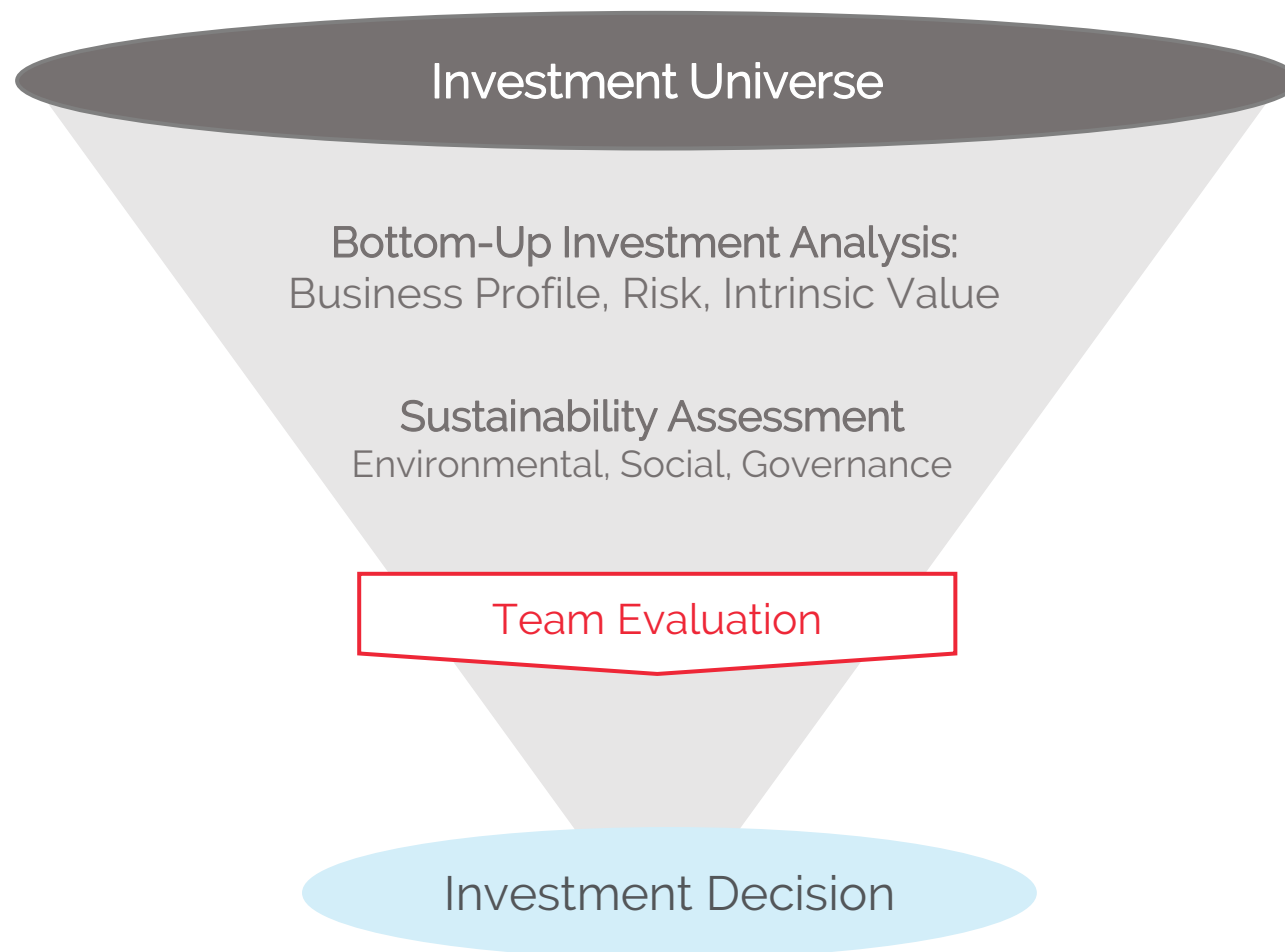 Investment Universe
Bottom-Up Investment Analysis:
Business Profile, Risk, Intrinsic Value
Sustainability Assessment
Environmental, Social, Governance
Team Evaluation
Investment Decision